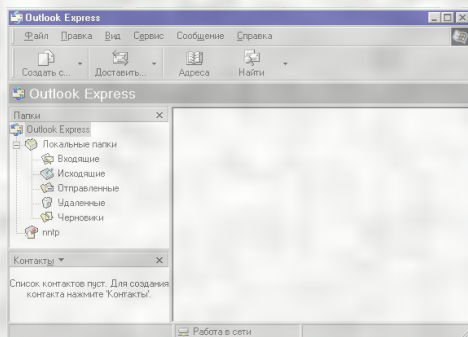 Outlook Express
Файл Правка Вид Сервис Сообщение Справка
Создать с... Доставить... Адреса Найти
Outlook Express
Папки
Outlook Express
Локальные папки
Входящие
Исходящие
Отправленные
Удаленные
Черновики
nntp
Контакты
Список контактов пуст. Для создания
контакта нажмите 'Контакты'.
Работа в сети